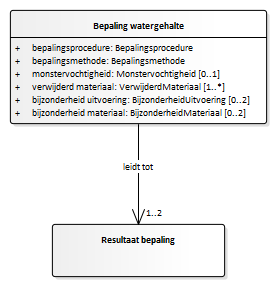 Bepaling watergehalte
+ bepalingsprocedure: Bepalingsprocedure
+ bepalingsmethode: Bepalingsmethode
+ monstervochtigheid: Monstervochtigheid [0..1]
+ verwijderd materiaal: VerwijderdMateriaal [1..*]
+ bijzonderheid uitvoering: BijzonderheidUitvoering [0..2]
+ bijzonderheid materiaal: BijzonderheidMateriaal [0..2]
leidt tot
1..2
Resultaat bepaling